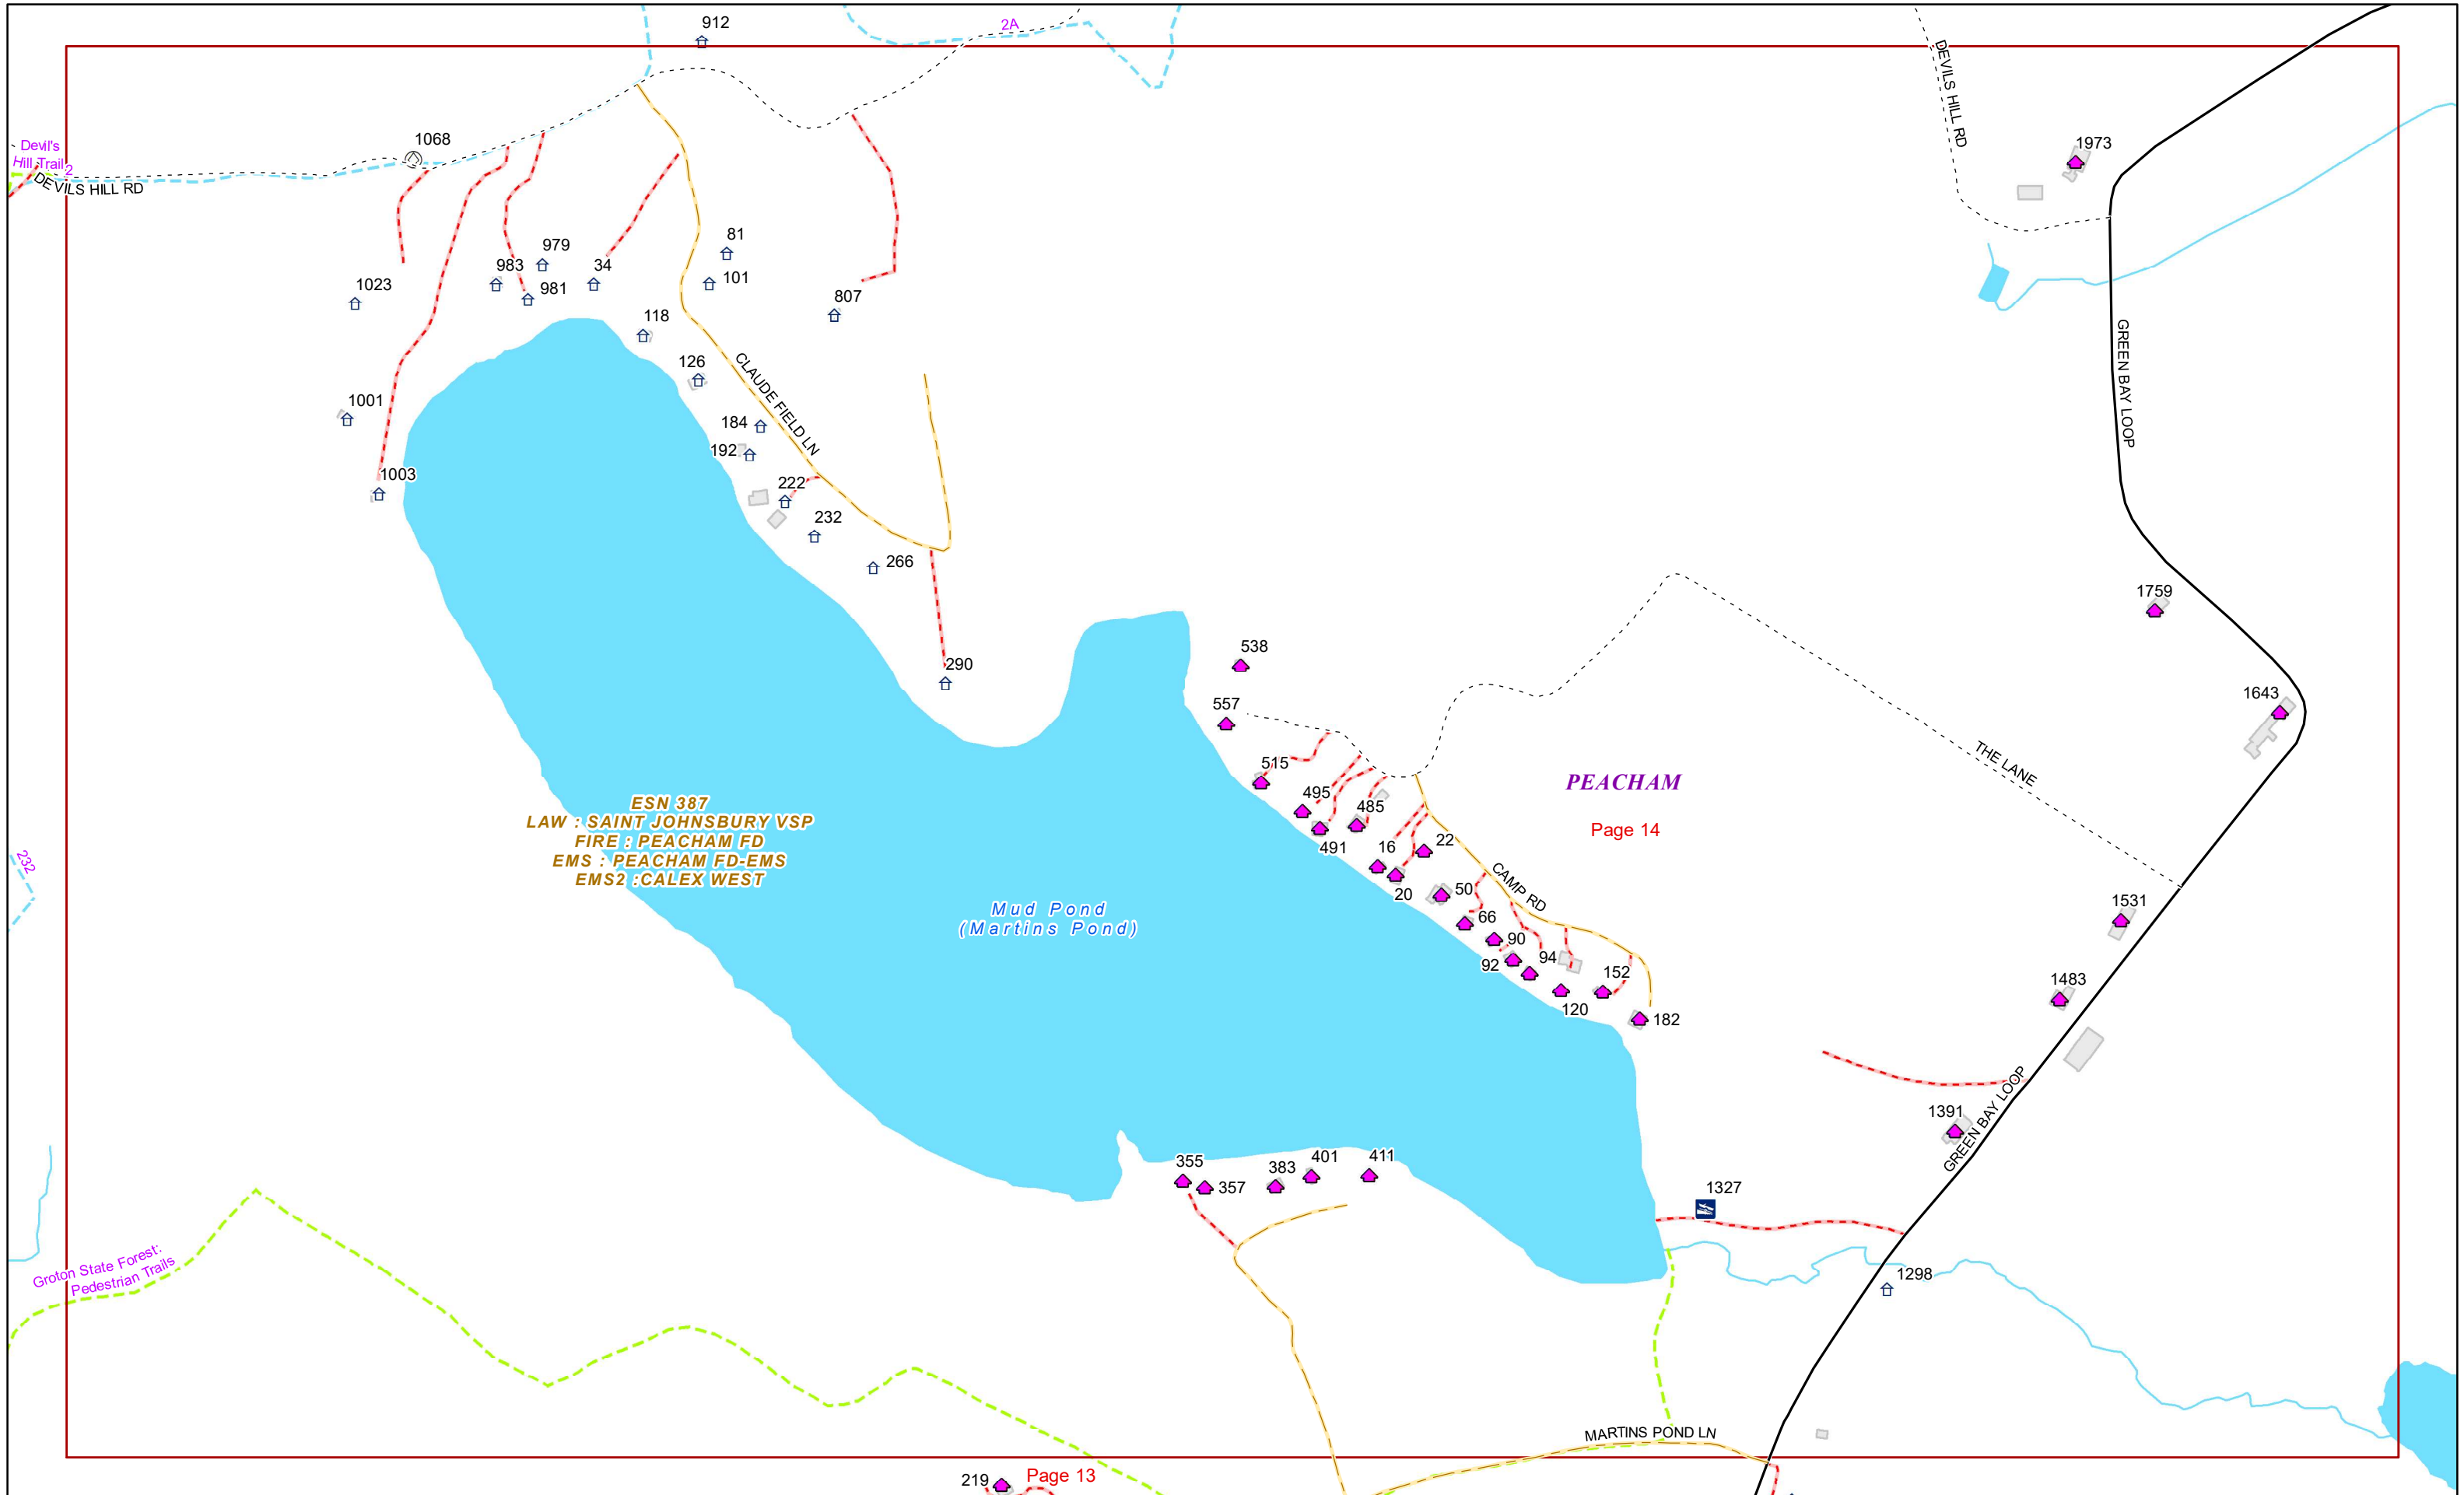 912
2A
DEVILS HILL RD
1068
1973
Devil's
Hill Trail 2
DEVILS HILL RD
81
979
983
34
101
981
1023
807
118
GREEN BAY LOOP
126
CLAUDE FIELD LN
1001
184
192
1003
222
232
266
1759
538
290
1643
557
THE LANE
515
PEACHAM
495
485
ESN 387
LAW : SAINT JOHNSBURY VSP
FIRE : PEACHAM FD
EMS : PEACHAM FD-EMS
EMS2 :CALEX WEST
Page 14
22
16
491
232
CAMP RD
50
20
1531
Mud Pond
(Martins Pond)
66
90
94
92
152
1483
120
182
GREEN BAY LOOP
1391
355
357
383
401
411
1327
Groton State Forest:
Pedestrian Trails
1298
MARTINS POND LN
219
Page 13